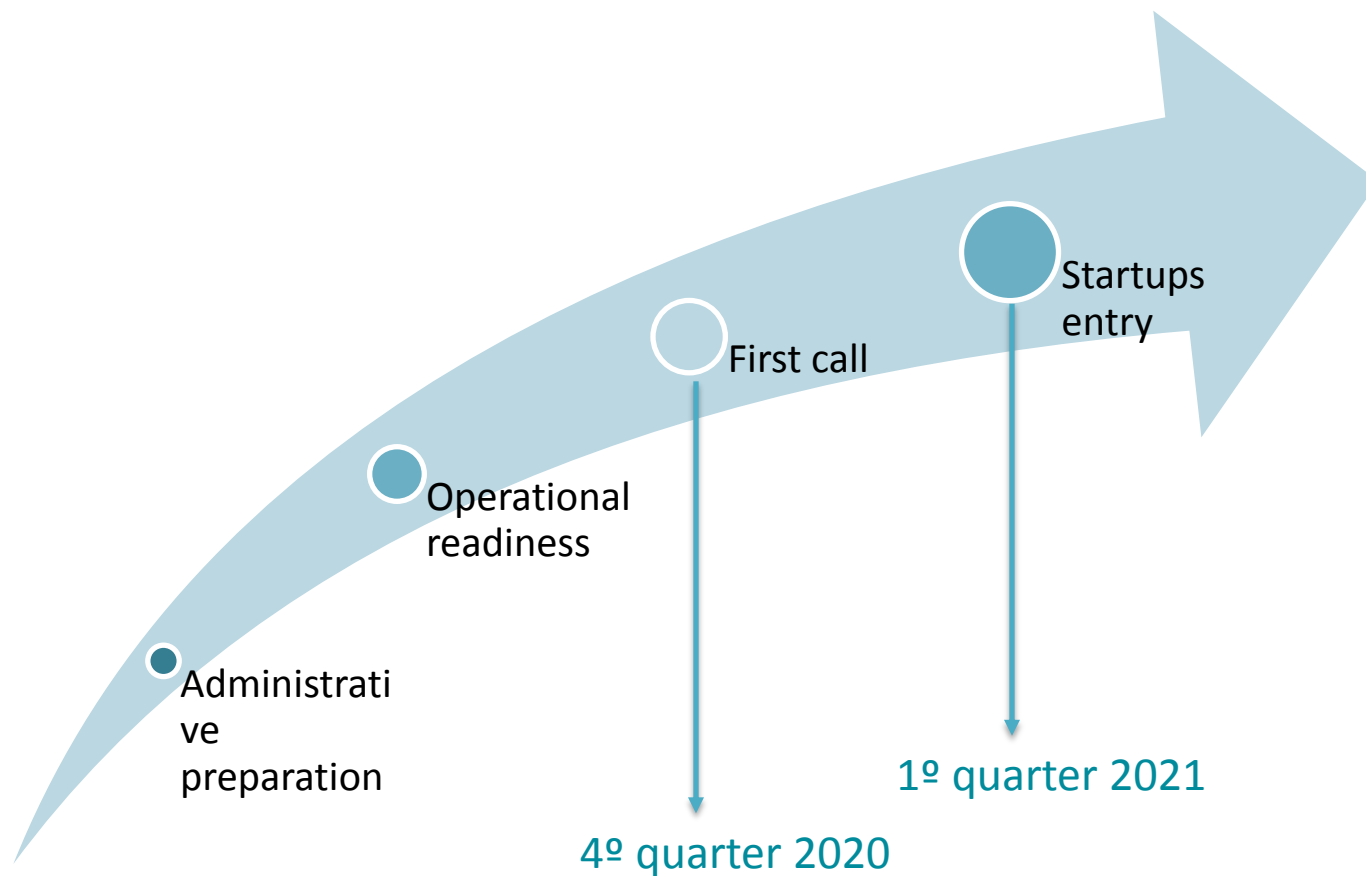 Startups
entry
First call
Operational
readiness
Administrati
ve
preparation
1º quarter 2021
4º quarter 2020